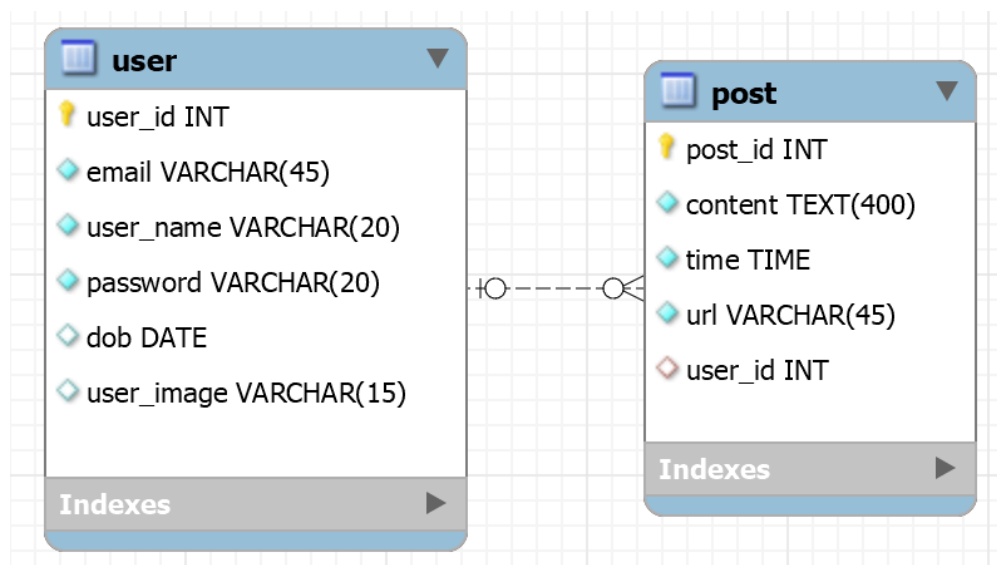 user
user_id INT
email VARCHAR(45)
user_name VARCHAR(20)
password VARCHAR(20)
dob DATE
user_image VARCHAR(15)
Indexes
post
post_id INT
content TEXT(400)
time TIME
url VARCHAR(45)
user_id INT
Indexes